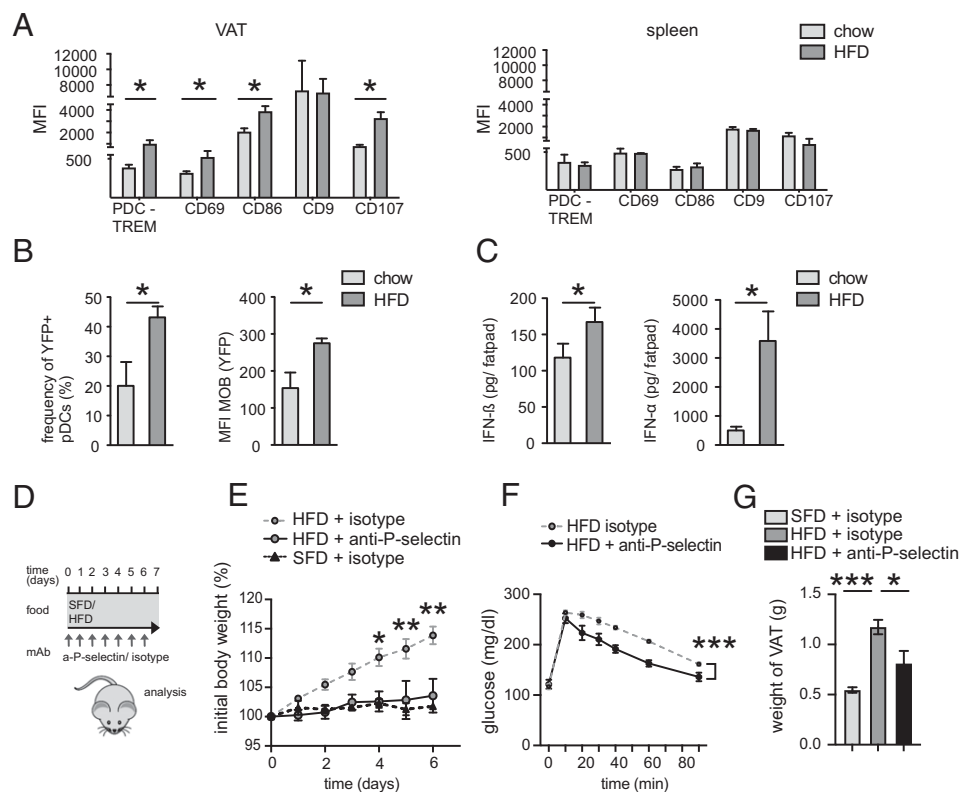 A
VAT
spleen
chow
HFD
MFI
12000
10000
8000
4000
2000
500
PDC - TREM
CD69
CD86
CD9
CD107
*
*
*
*
MFI
12000
10000
8000
2000
500
PDC - TREM
CD69
CD86
CD9
CD107
B
chow
HFD
frequency of YFP+
pDCs (%)
50
40
30
20
10
0
*
MFI MOB (YFP)
400
300
200
100
0
*
C
chow
HFD
IFN-ß (pg/ fatpad)
200
150
100
50
0
*
IFN-α (pg/ fatpad)
5000
4000
3000
2000
1000
0
*
D
time
(days)
0 1 2 3 4 5 6 7
food
SFD/
HFD
mAb
a-P-selectin/ isotype
analysis
E
HFD + isotype
HFD + anti-P-selectin
SFD + isotype
initial body weight (%)
120
115
110
105
100
95
* ** **
0 2 4 6
time (days)
F
HFD isotype
HFD + anti-P-selectin
glucose (mg/dl)
300
200
100
0
***
0 20 40 60 80
time (min)
G
SFD + isotype
HFD + isotype
HFD + anti-P-selectin
weight of VAT (g)
1.5
1.0
0.5
0.0
*** *